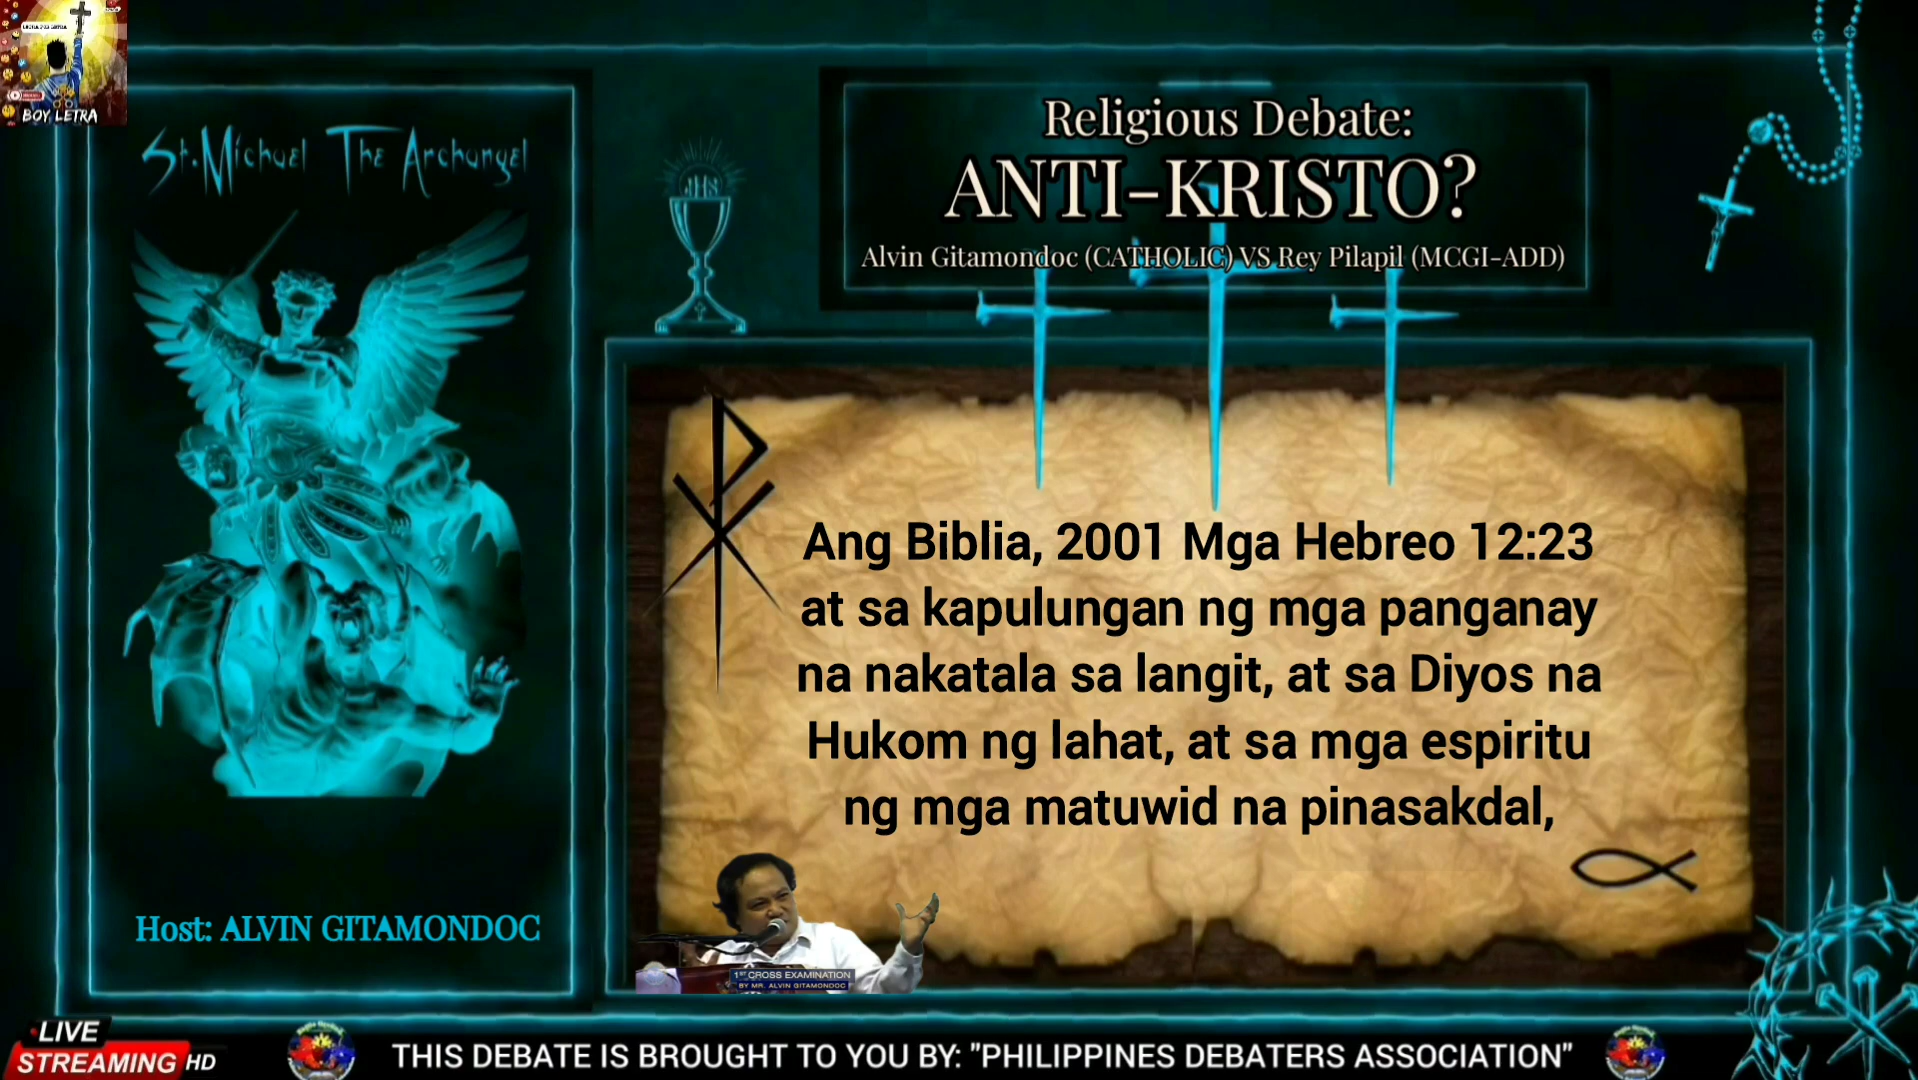 BOY LETRA
St. Michael The Archangel
IHS
Religious Debate:
ANTI-KRISTO?
Alvin Gitamondoc (CATHOLIC) VS Rey Pilapil (MCGI-ADD)
Ang Biblia, 2001 Mga Hebreo 12:23
at sa kapulungan ng mga panganay
na nakatala sa langit, at sa Diyos na
Hukom ng lahat, at sa mga espiritu
ng mga matuwid na pinasakdal,
Host: ALVIN GITAMONDOC
1ST CROSS EXAMINATION
BY MR. ALVIN GITAMONDOC
LIVE
STREAMING HD
THIS DEBATE IS BROUGHT TO YOU BY: "PHILIPPINES DEBATERS ASSOCIATION"